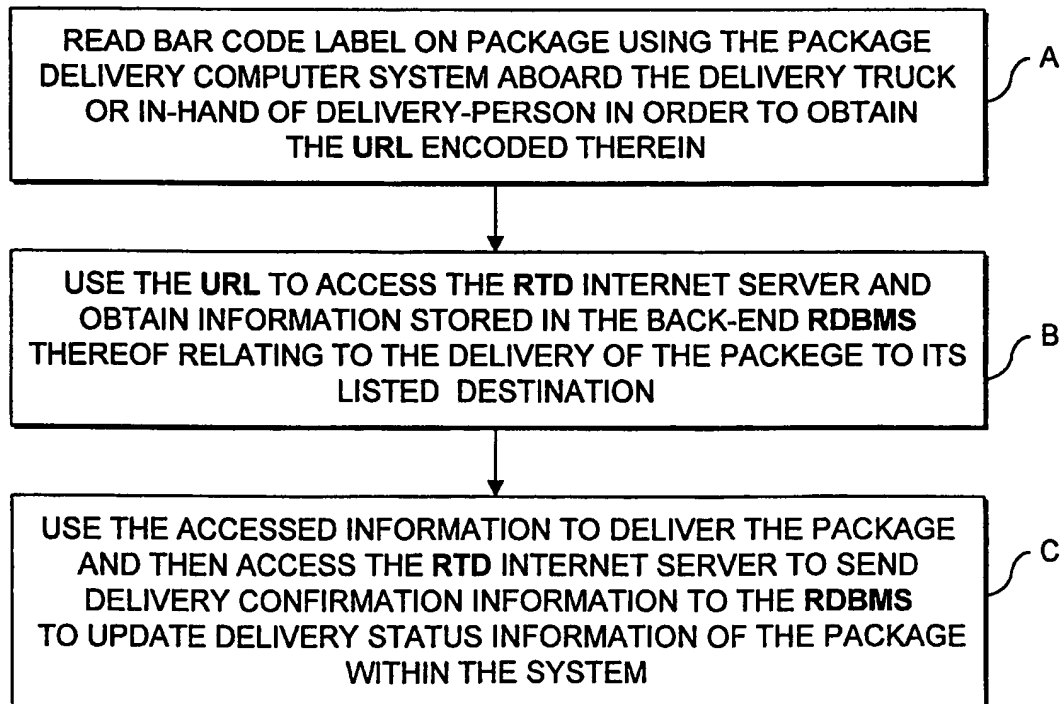 READ BAR CODE LABEL ON PACKAGE USING THE PACKAGE
DELIVERY COMPUTER SYSTEM ABOARD THE DELIVERY TRUCK
OR IN-HAND OF DELIVERY-PERSON IN ORDER TO OBTAIN
THE URL ENCODED THEREIN
A
USE THE URL TO ACCESS THE RTD INTERNET SERVER AND
OBTAIN INFORMATION STORED IN THE BACK-END RDBMS
THEREOF RELATING TO THE DELIVERY OF THE PACKEGE TO ITS
LISTED DESTINATION
B
USE THE ACCESSED INFORMATION TO DELIVER THE PACKAGE
AND THEN ACCESS THE RTD INTERNET SERVER TO SEND
DELIVERY CONFIRMATION INFORMATION TO THE RDBMS
TO UPDATE DELIVERY STATUS INFORMATION OF THE PACKAGE
WITHIN THE SYSTEM
C